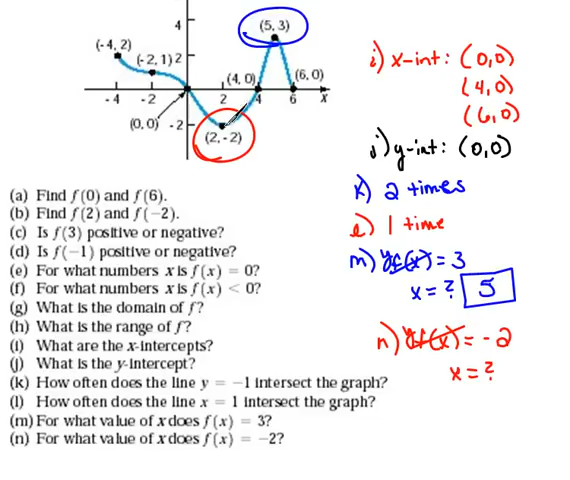 4
(5, 3)
(-4, 2)
(-2, 1)
2
(4, 0)
(6, 0)
-4
-2
2
4
6
x
(0, 0)
-2
(2, -2)
(a) Find f(0) and f(6).
(b) Find f(2) and f(-2).
(c) Is f(3) positive or negative?
(d) Is f(-1) positive or negative?
(e) For what numbers x is f(x) = 0?
(f) For what numbers x is f(x) < 0?
(g) What is the domain of f?
(h) What is the range of f?
(i) What are the x-intercepts?
(j) What is the y-intercept?
(k) How often does the line y = -1 intersect the graph?
(l) How often does the line x = 1 intersect the graph?
(m) For what value of x does f(x) = 3?
(n) For what value of x does f(x) = -2?
i) x-int: (0,0)
(4,0)
(6,0)
j) y-int: (0,0)
k) 2 times
l) 1 time
m) y f(x) = 3
x = ? 5
n) y f(x) = -2
x = ?